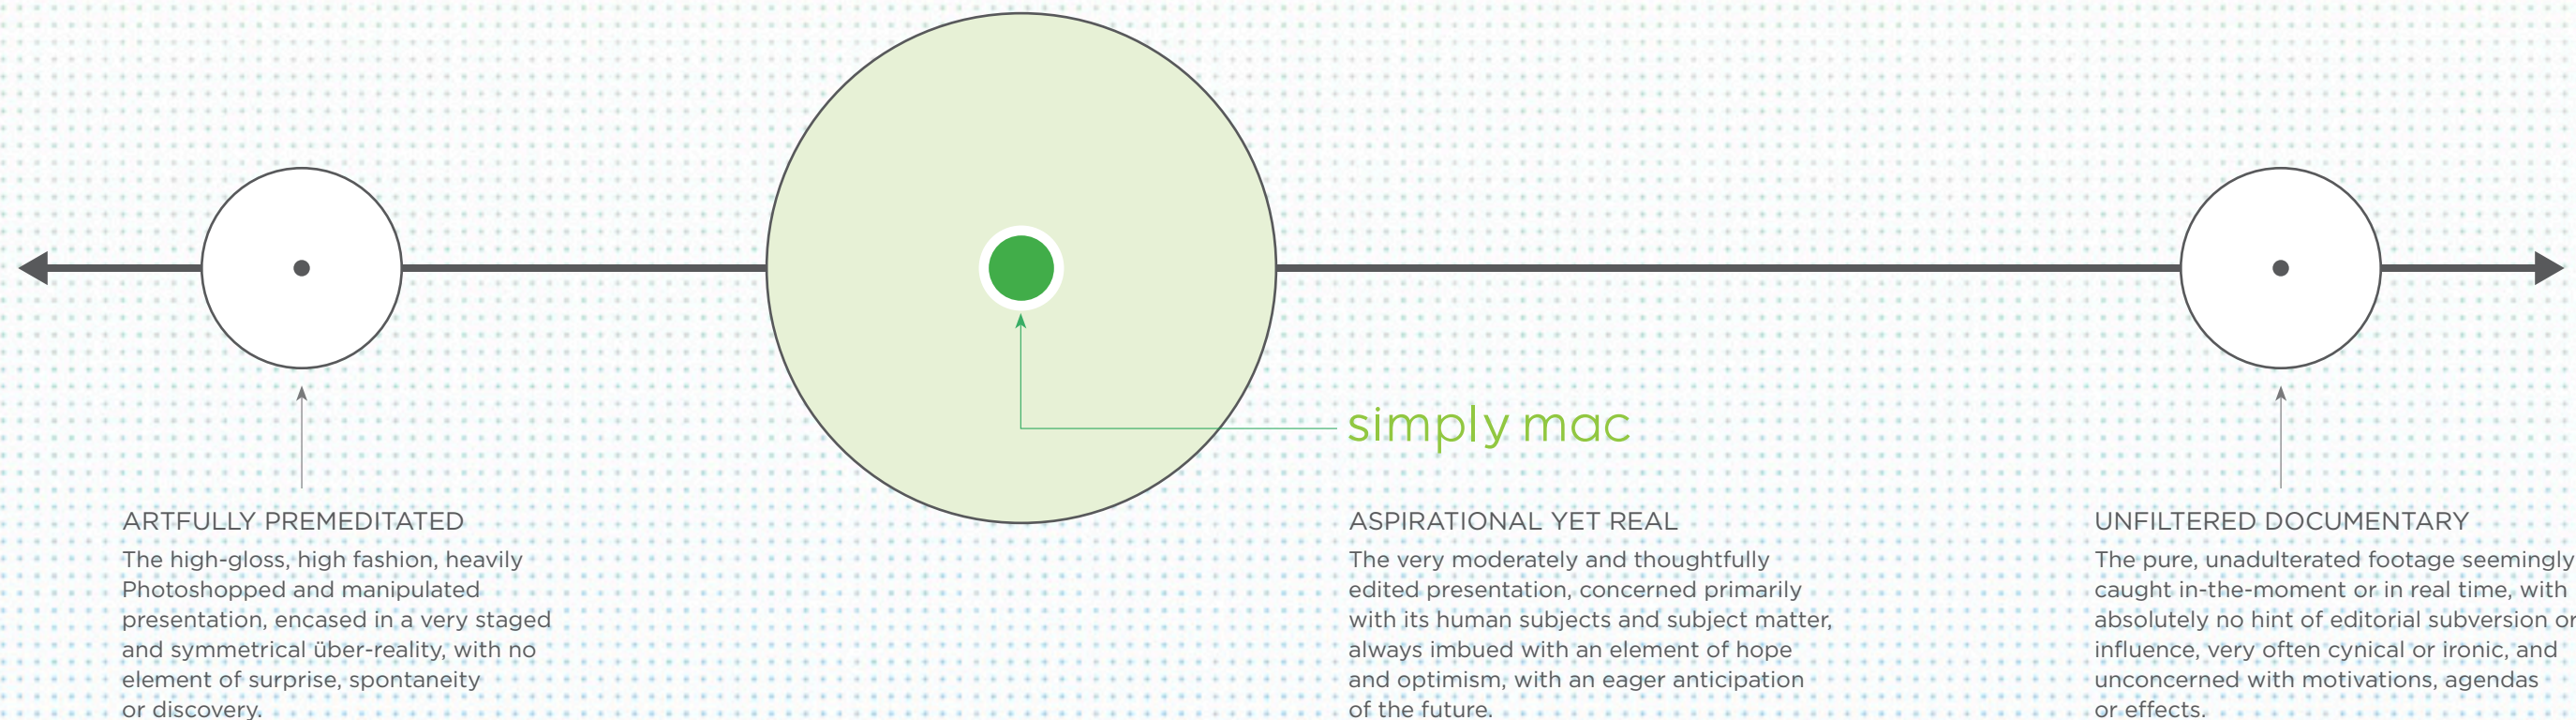 simply mac
ARTFULLY PREMEDITATED
The high-gloss, high fashion, heavily
Photoshopped and manipulated
presentation, encased in a very staged
and symmetrical über-reality, with no
element of surprise, spontaneity
or discovery.
ASPIRATIONAL YET REAL
The very moderately and thoughtfully
edited presentation, concerned primarily
with its human subjects and subject matter,
always imbued with an element of hope
and optimism, with an eager anticipation
of the future.
UNFILTERED DOCUMENTARY
The pure, unadulterated footage seemingly
caught in-the-moment or in real time, with
absolutely no hint of editorial subversion or
influence, very often cynical or ironic, and
unconcerned with motivations, agendas
or effects.